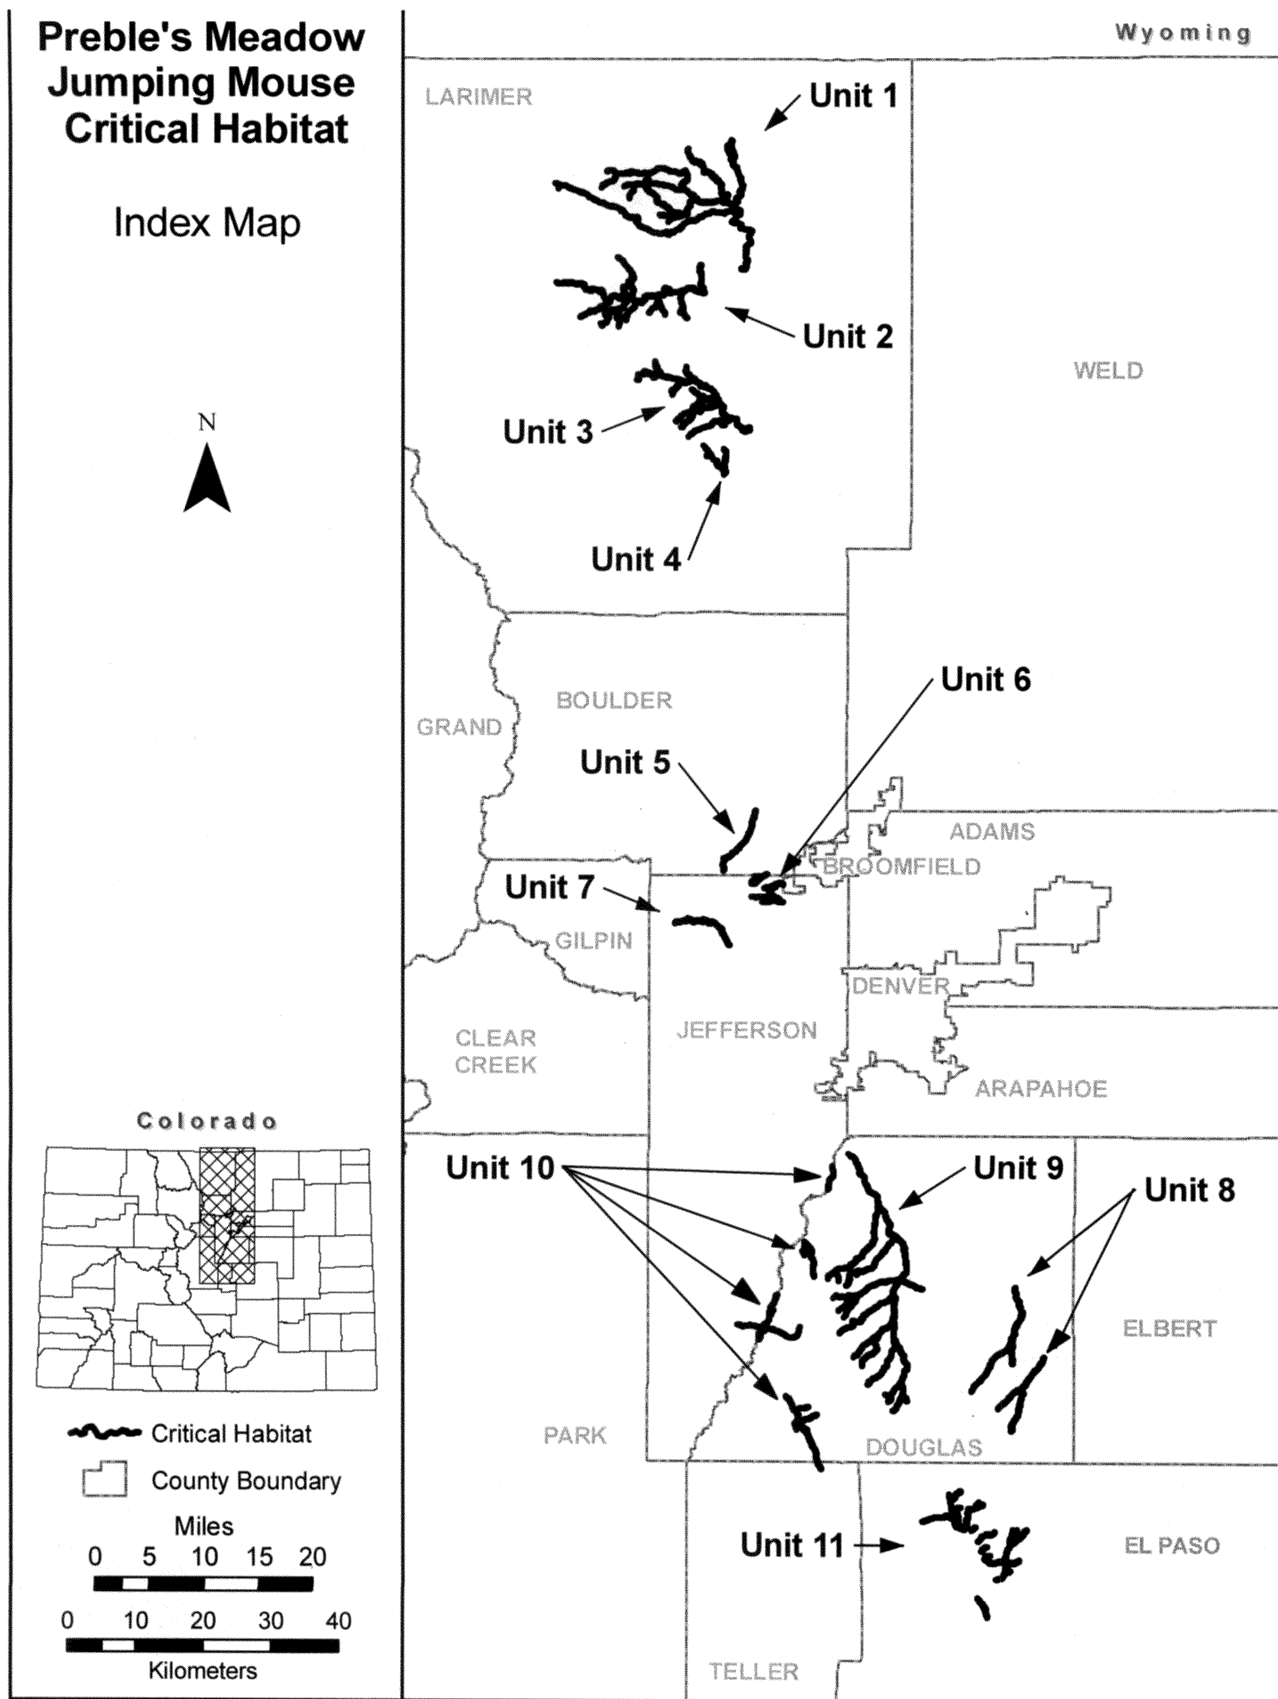 Preble's Meadow
Jumping Mouse
Critical Habitat
Index Map
N
Colorado
Critical Habitat
County Boundary
Miles
0 5 10 15 20
0 10 20 30 40
Kilometers
Wyoming
LARIMER
Unit 1
Unit 2
WELD
Unit 3
Unit 4
Unit 6
BOULDER
GRAND
Unit 5
ADAMS
BROOMFIELD
Unit 7
GILPIN
DENVER
JEFFERSON
CLEAR
CREEK
ARAPAHOE
Unit 10
Unit 9
Unit 8
ELBERT
PARK
DOUGLAS
Unit 11
EL PASO
TELLER